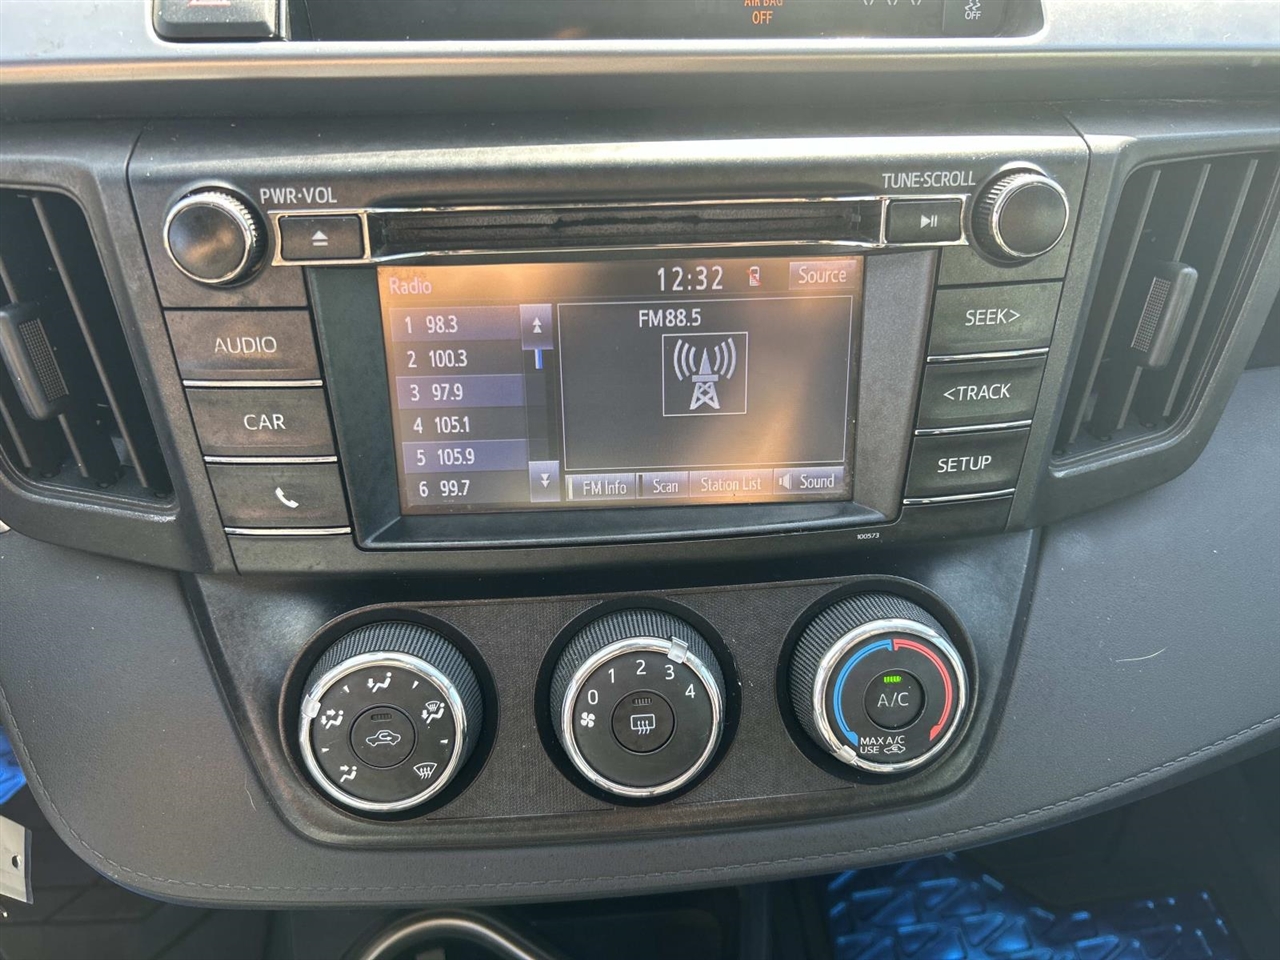 AIR BAG
OFF
OFF
PWR·VOL
TUNE·SCROLL
Radio
12:32
Source
AUDIO
CAR
1 98.3
2 100.3
3 97.9
4 105.1
5 105.9
6 99.7
FM88.5
FM Info
Scan
Station List
Sound
SEEK>
<TRACK
SETUP
100573
0
1
2
3
4
A/C
MAX A/C
USE